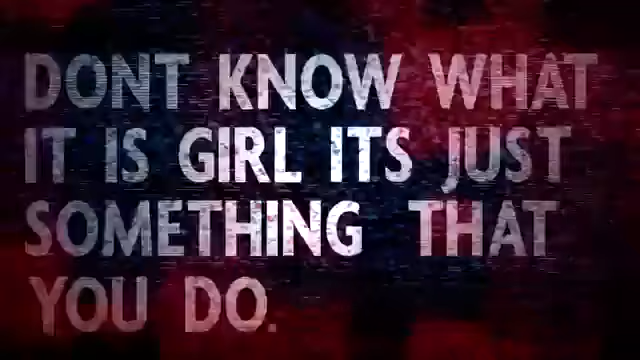 DONT KNOW WHAT
IT IS GIRL ITS JUST
SOMETHING THAT
YOU DO.